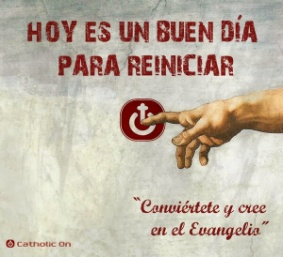 HOY ES UN BUEN DÍA
PARA REINICIAR
"Conviértete y cree
en el Evangelio"
Catholic On